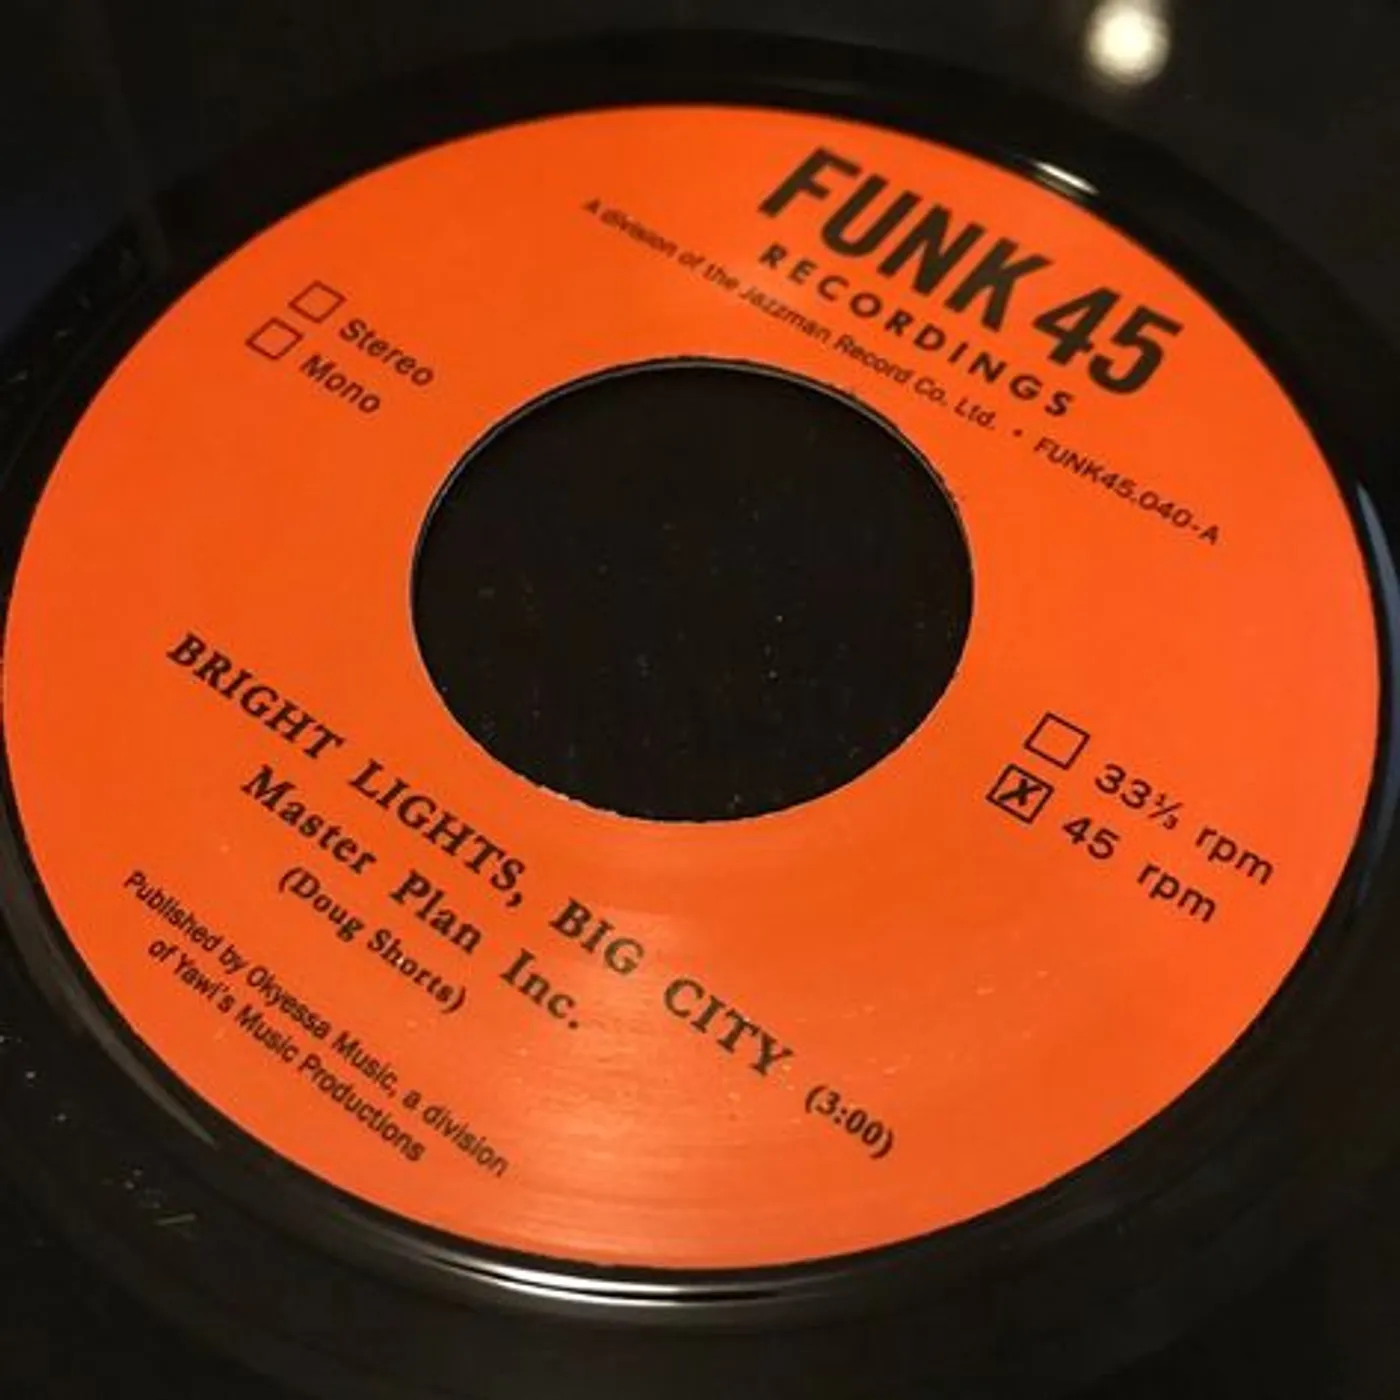 FUNK 45
RECORDINGS
A division of the Jazzman Record Co. Ltd. • FUNK45.040-A
Stereo
Mono
33⅓ rpm
X 45 rpm
BRIGHT LIGHTS, BIG CITY (3:00)
Master Plan Inc.
(Doug Shorts)
Published by Okyessa Music, a division
of Yawi's Music Productions